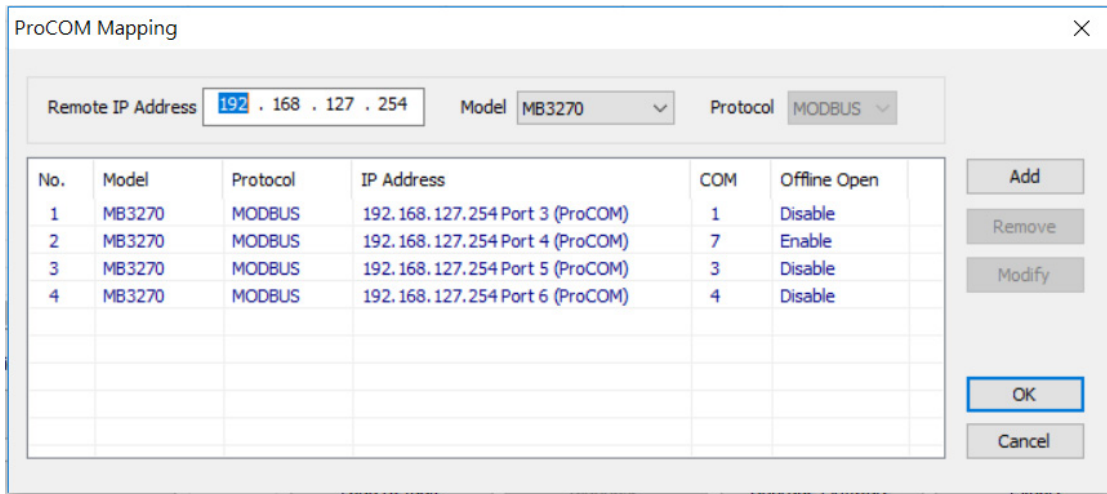 ProCOM Mapping
Remote IP Address 192 . 168 . 127 . 254 Model MB3270 Protocol MODBUS
No. Model Protocol IP Address COM Offline Open
1 MB3270 MODBUS 192.168.127.254 Port 3 (ProCOM) 1 Disable
2 MB3270 MODBUS 192.168.127.254 Port 4 (ProCOM) 7 Enable
3 MB3270 MODBUS 192.168.127.254 Port 5 (ProCOM) 3 Disable
4 MB3270 MODBUS 192.168.127.254 Port 6 (ProCOM) 4 Disable
Add
Remove
Modify
OK
Cancel